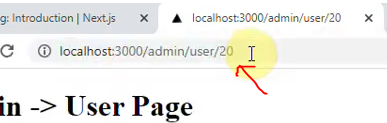 g: Introduction | Next.js
localhost:3000/admin/user/20
localhost:3000/admin/user/20
in -> User Page